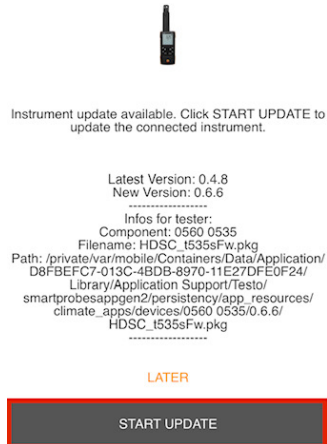 Instrument update available. Click START UPDATE to
update the connected instrument.
Latest Version: 0.4.8
New Version: 0.6.6
------------------
Infos for tester:
Component: 0560 0535
Filename: HDSC_t535sFw.pkg
Path: /private/var/mobile/Containers/Data/Application/
D8FBEFC7-013C-4BDB-8970-11E27DFE0F24/
Library/Application Support/Testo/
smartprobesappgen2/persistency/app_resources/
climate_apps/devices/0560 0535/0.6.6/
HDSC_t535sFw.pkg
------------------
LATER
START UPDATE